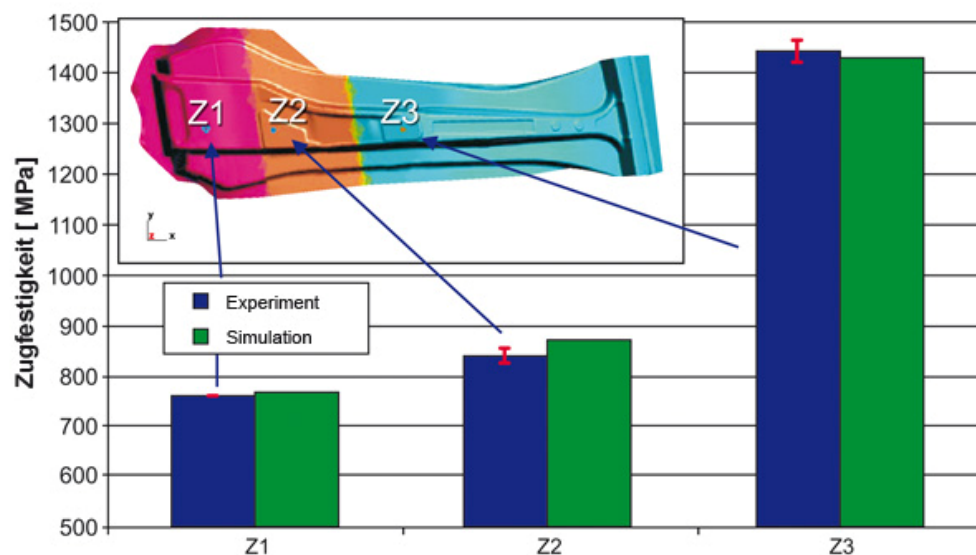 1500
1400
1300
1200
1100
1000
900
800
700
600
500
Zugfestigkeit [ MPa]
Z1
Z2
Z3
y
z
x
Experiment
Simulation
Z1
Z2
Z3